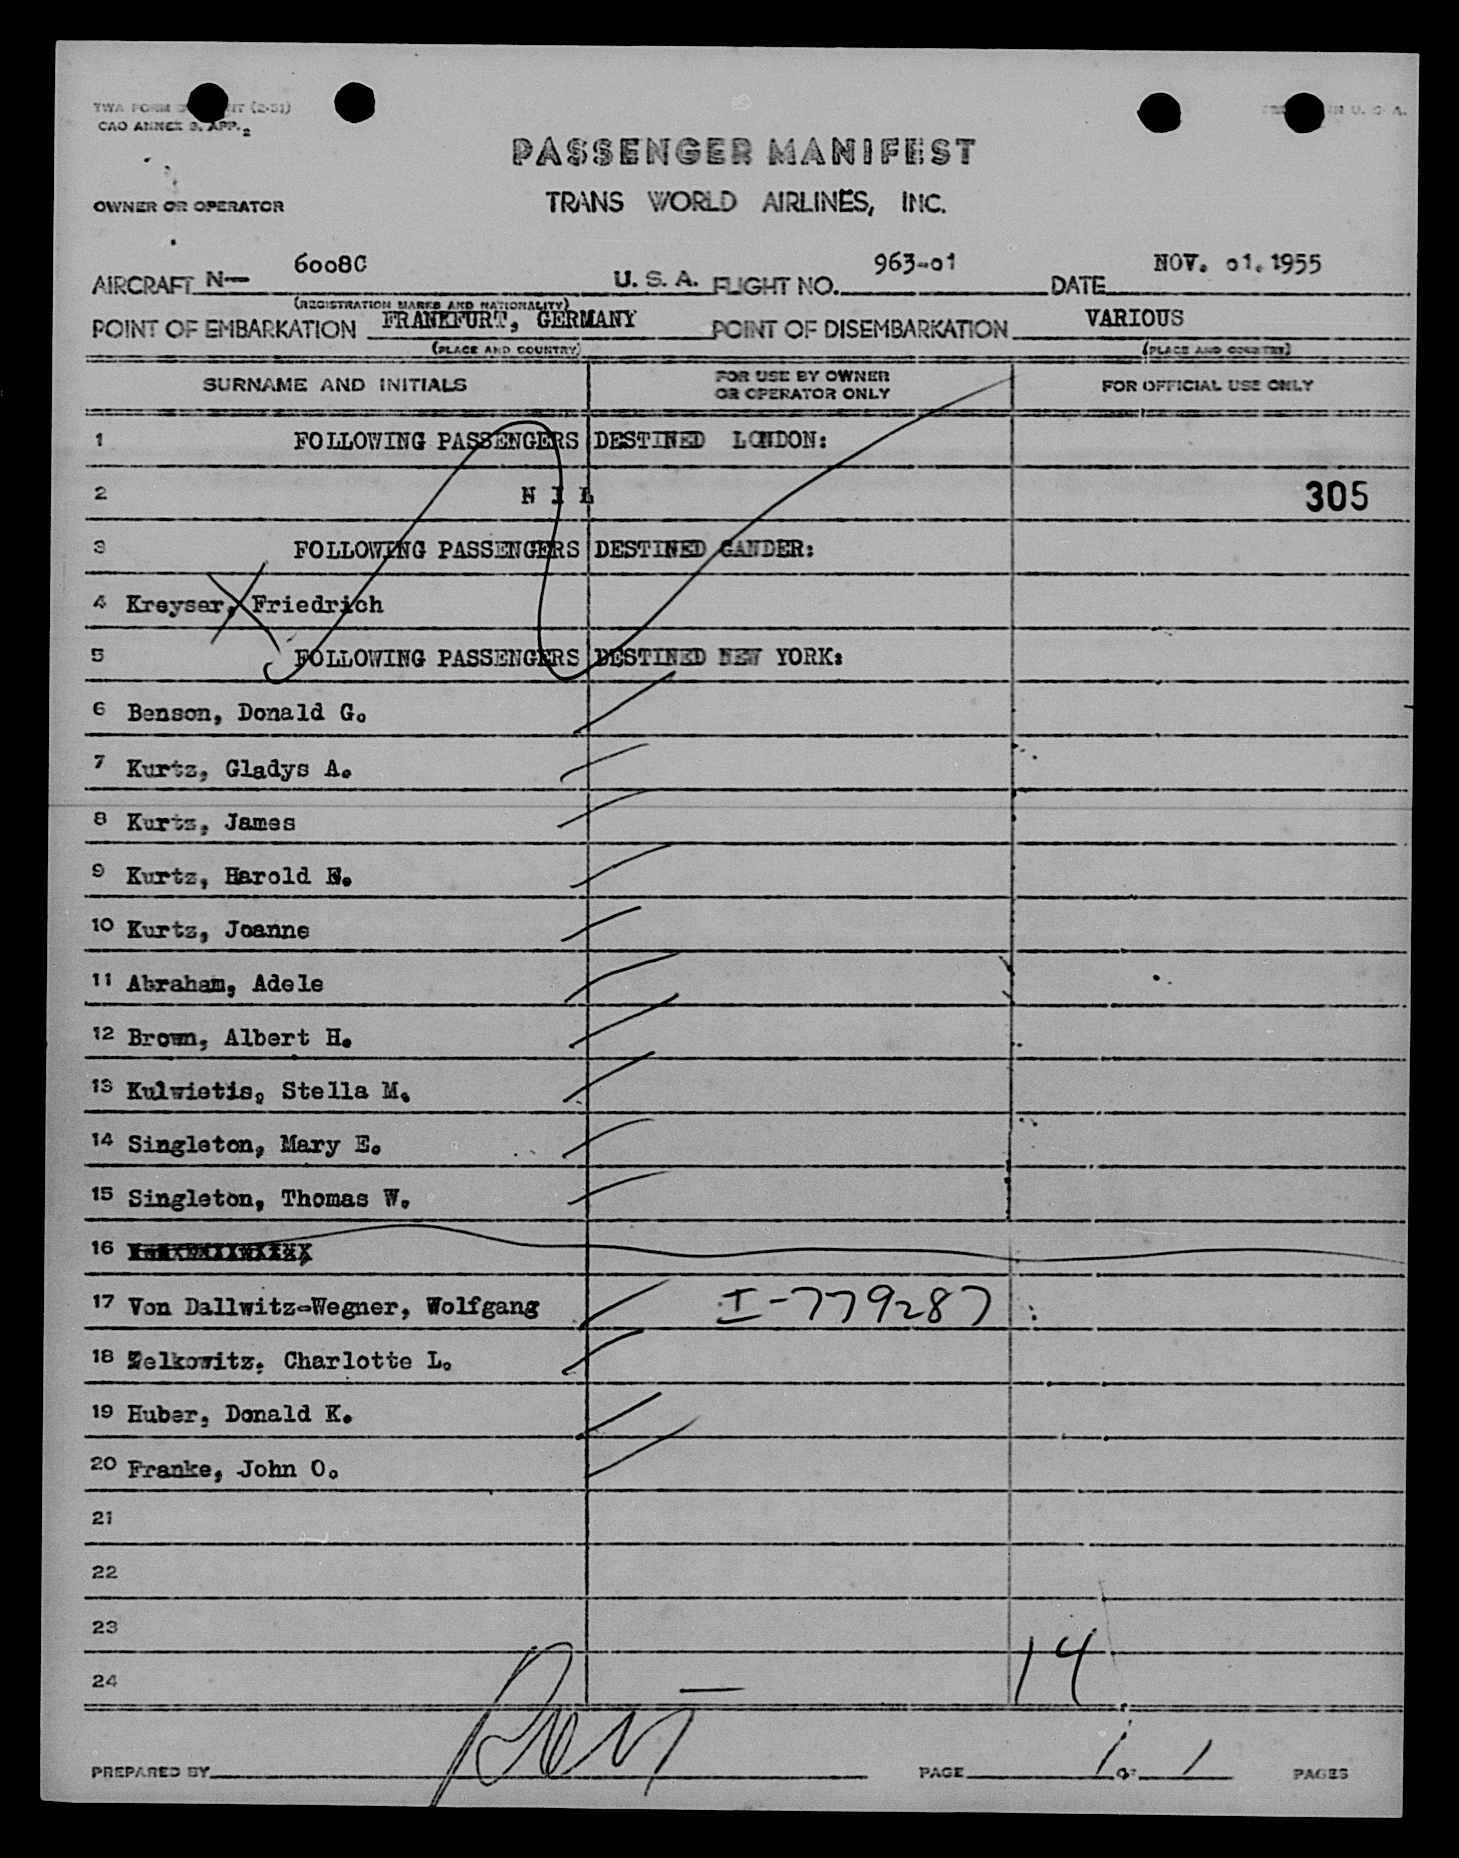 TWA FORM (2-51)
CAO ANNEX 9, APP. 2
IN U. S. A.
PASSENGER MANIFEST
OWNER OR OPERATOR TRANS WORLD AIRLINES, INC.
AIRCRAFT N— 6008C U. S. A. FLIGHT NO. 963-01 DATE NOV. 01, 1955
(REGISTRATION MARKS AND NATIONALITY)
POINT OF EMBARKATION FRANKFURT, GERMANY POINT OF DISEMBARKATION VARIOUS
(PLACE AND COUNTRY) (PLACE AND COUNTRY)
SURNAME AND INITIALS FOR USE BY OWNER OR OPERATOR ONLY FOR OFFICIAL USE ONLY
1 FOLLOWING PASSENGERS DESTINED LONDON:
2 N I L 305
3 FOLLOWING PASSENGERS DESTINED GANDER:
4 Kreyser, Friedrich
5 FOLLOWING PASSENGERS DESTINED NEW YORK:
6 Benson, Donald G.
7 Kurtz, Gladys A.
8 Kurtz, James
9 Kurtz, Harold E.
10 Kurtz, Joanne
11 Abraham, Adele
12 Brown, Albert H.
13 Kulwietis, Stella M.
14 Singleton, Mary E.
15 Singleton, Thomas W.
16
17 Von Dallwitz-Wegner, Wolfgang I-779287
18 Zelkowitz, Charlotte L.
19 Huber, Donald K.
20 Franke, John O.
21
22
23
24 14
PREPARED BY PAGE 1 OF 1 PAGES